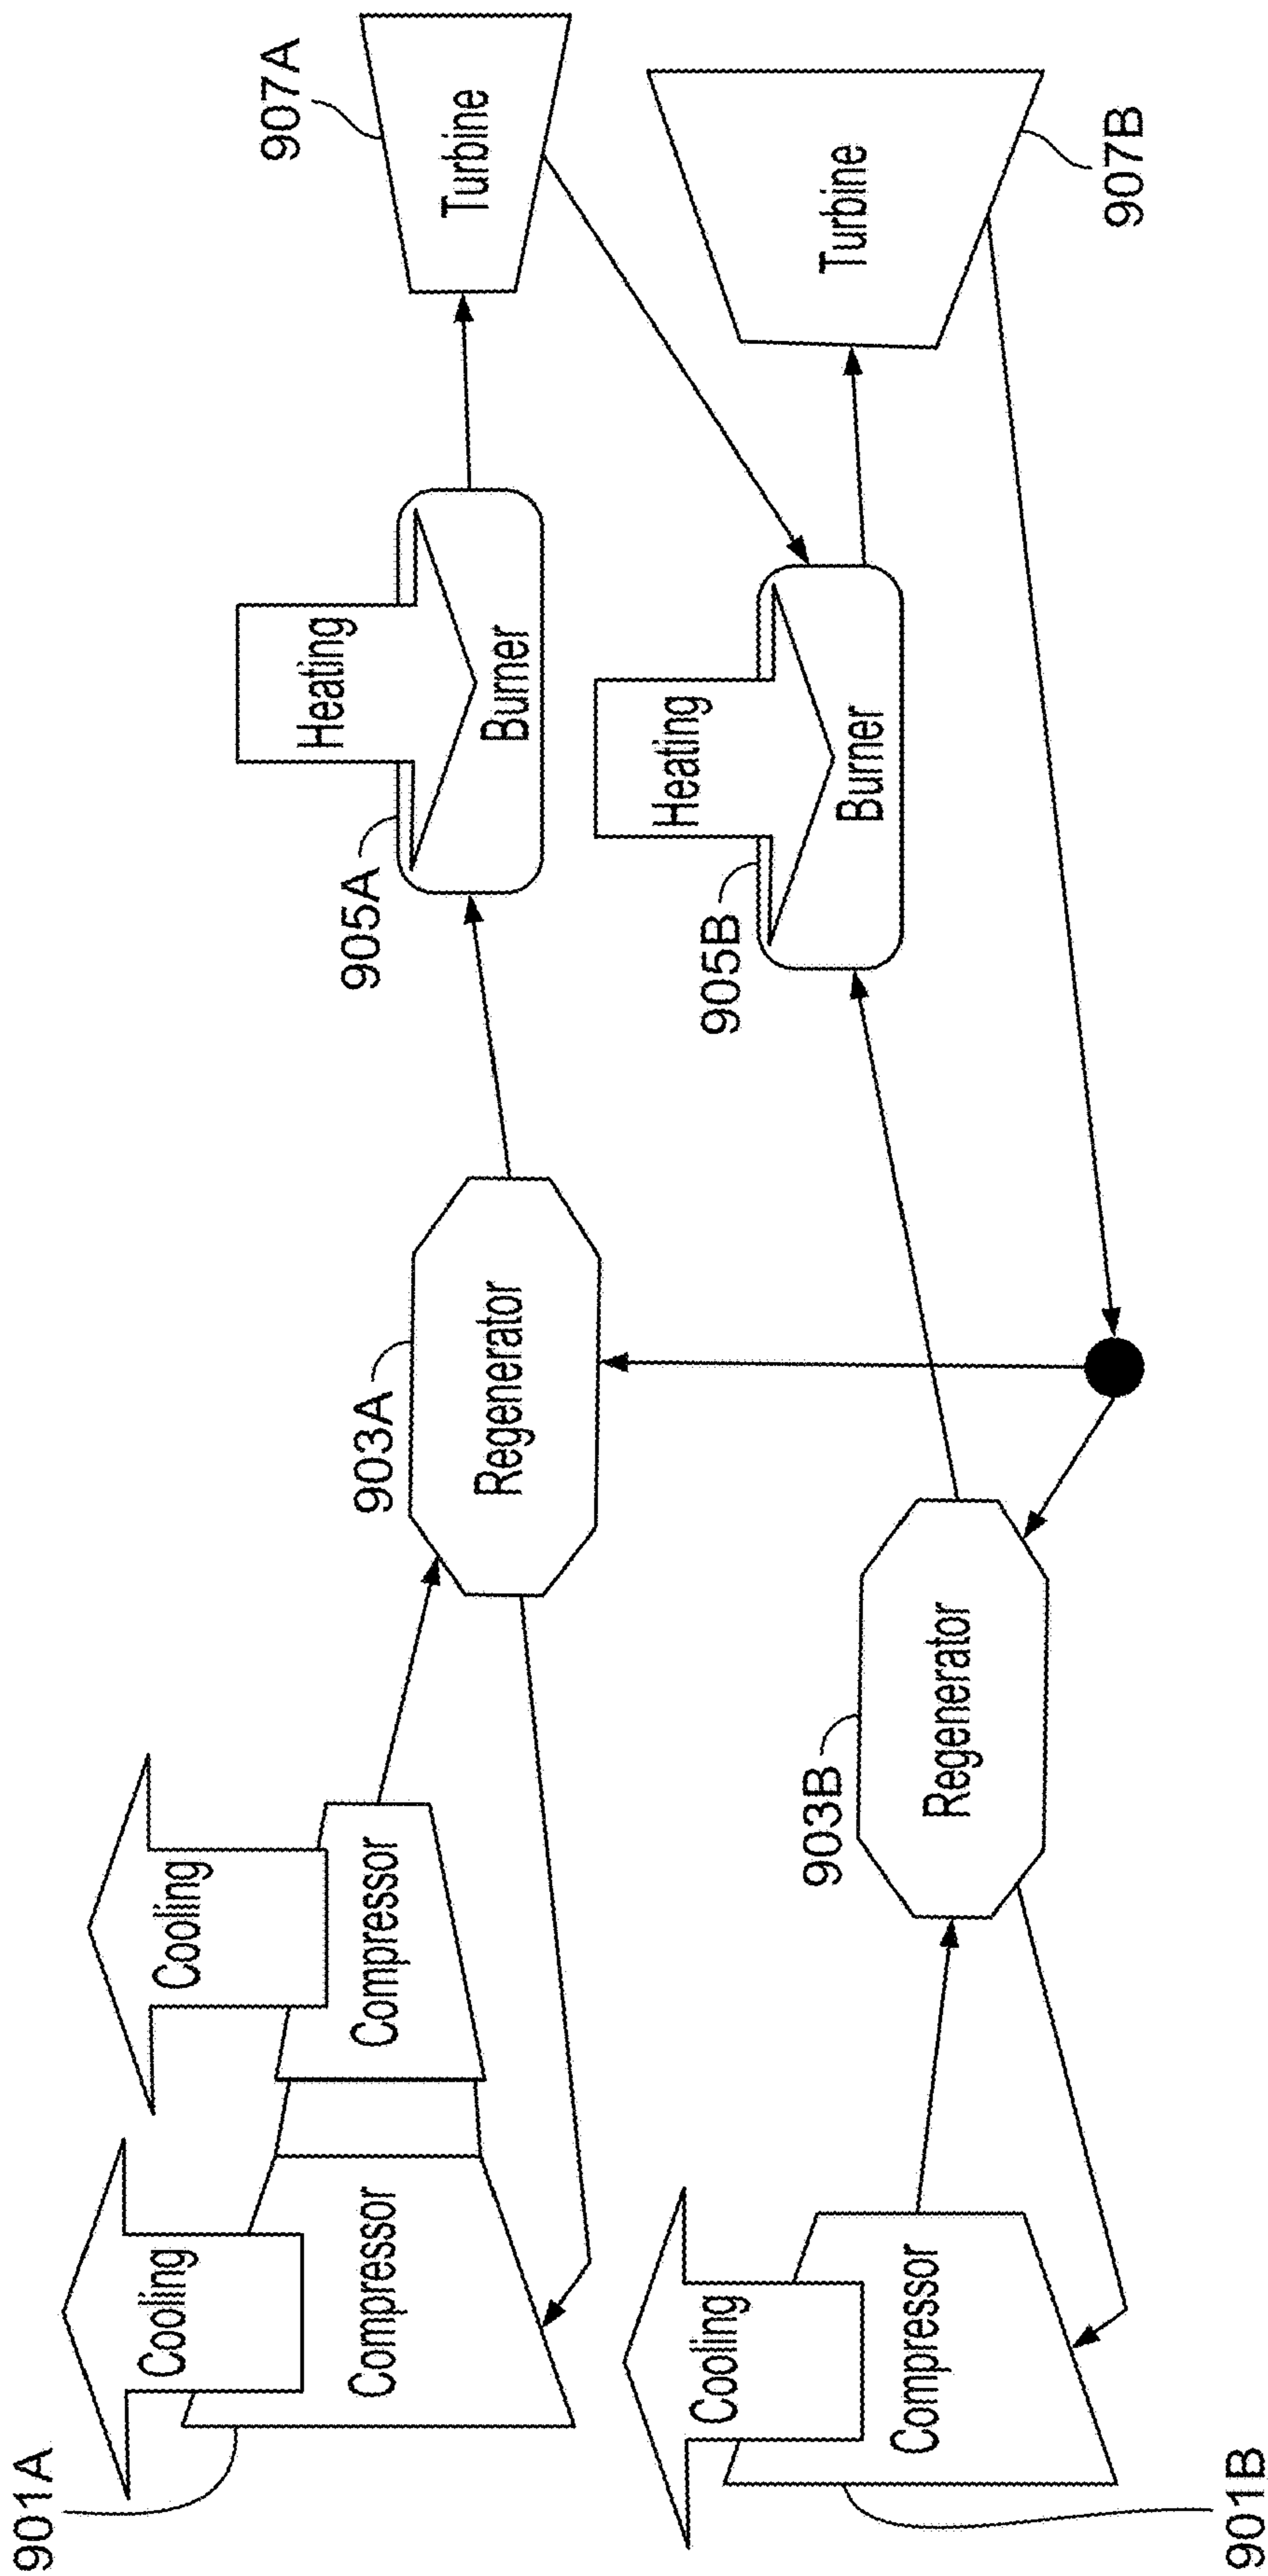 901A
Cooling
Compressor
Cooling
Compressor
903A
Regenerator
905A
Heating
Burner
907A
Turbine
901B
Cooling
Compressor
903B
Regenerator
905B
Heating
Burner
Turbine
907B